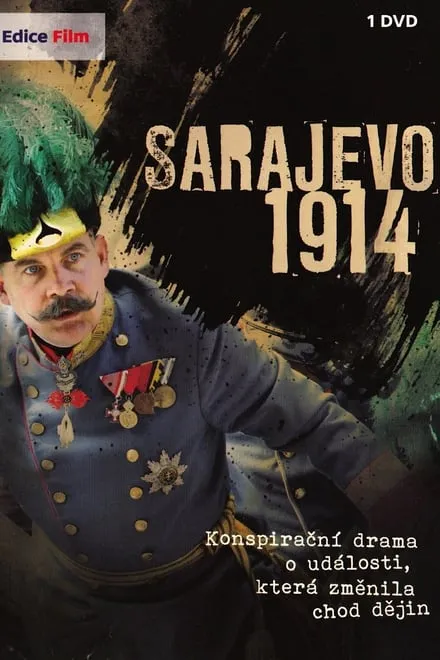 Edice Film
1 DVD
SARAJEVO
1914
Konspirační drama
o události,
která změnila
chod dějin